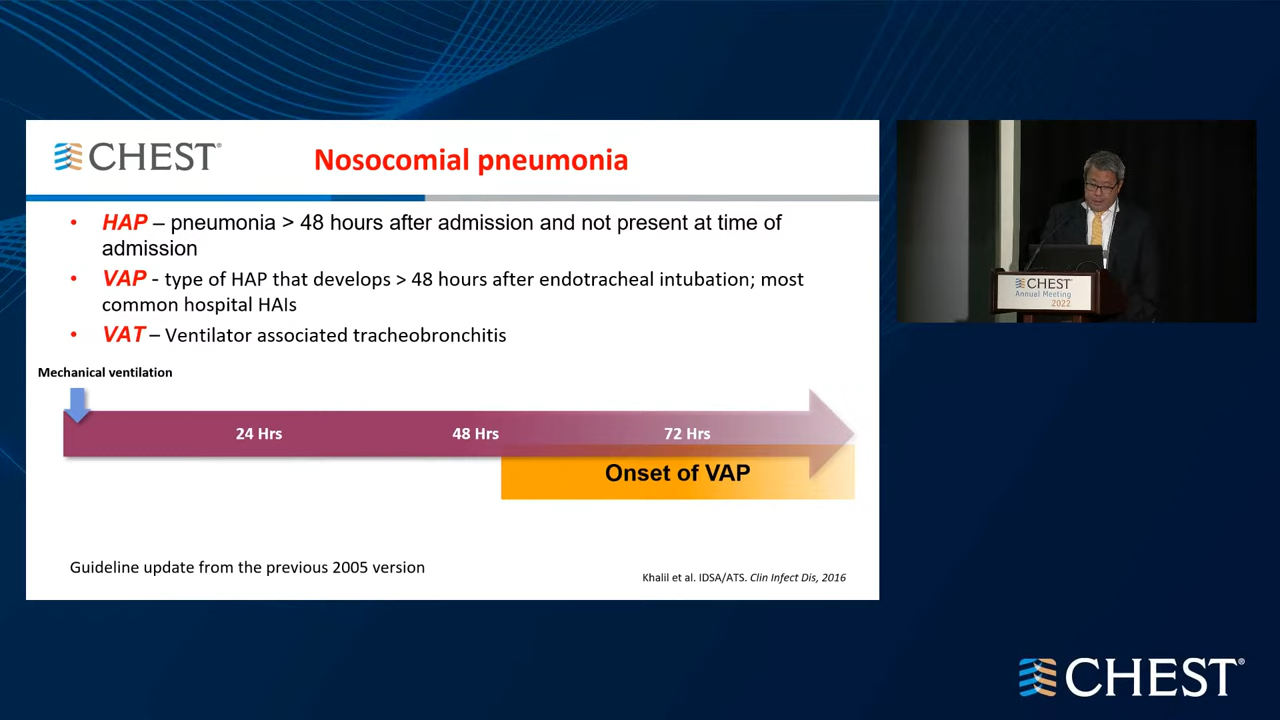 CHEST®
Nosocomial pneumonia
• HAP – pneumonia > 48 hours after admission and not present at time of
admission
• VAP - type of HAP that develops > 48 hours after endotracheal intubation; most
common hospital HAIs
• VAT – Ventilator associated tracheobronchitis
Mechanical ventilation
24 Hrs 48 Hrs 72 Hrs
Onset of VAP
Guideline update from the previous 2005 version
Khalil et al. IDSA/ATS. Clin Infect Dis, 2016
CHEST
Annual Meeting
2022
CHEST®